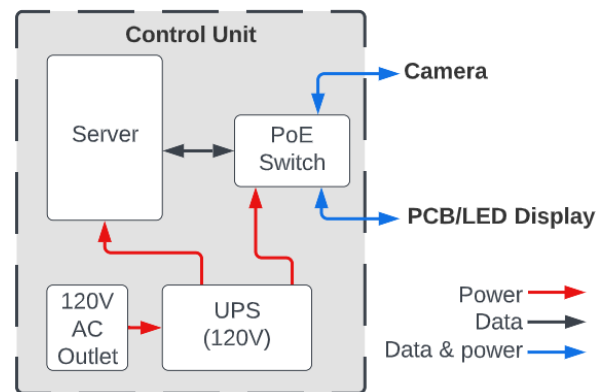 Control Unit
Camera
Server
PoE
Switch
PCB/LED Display
120V
AC
Outlet
UPS
(120V)
Power
Data
Data & power